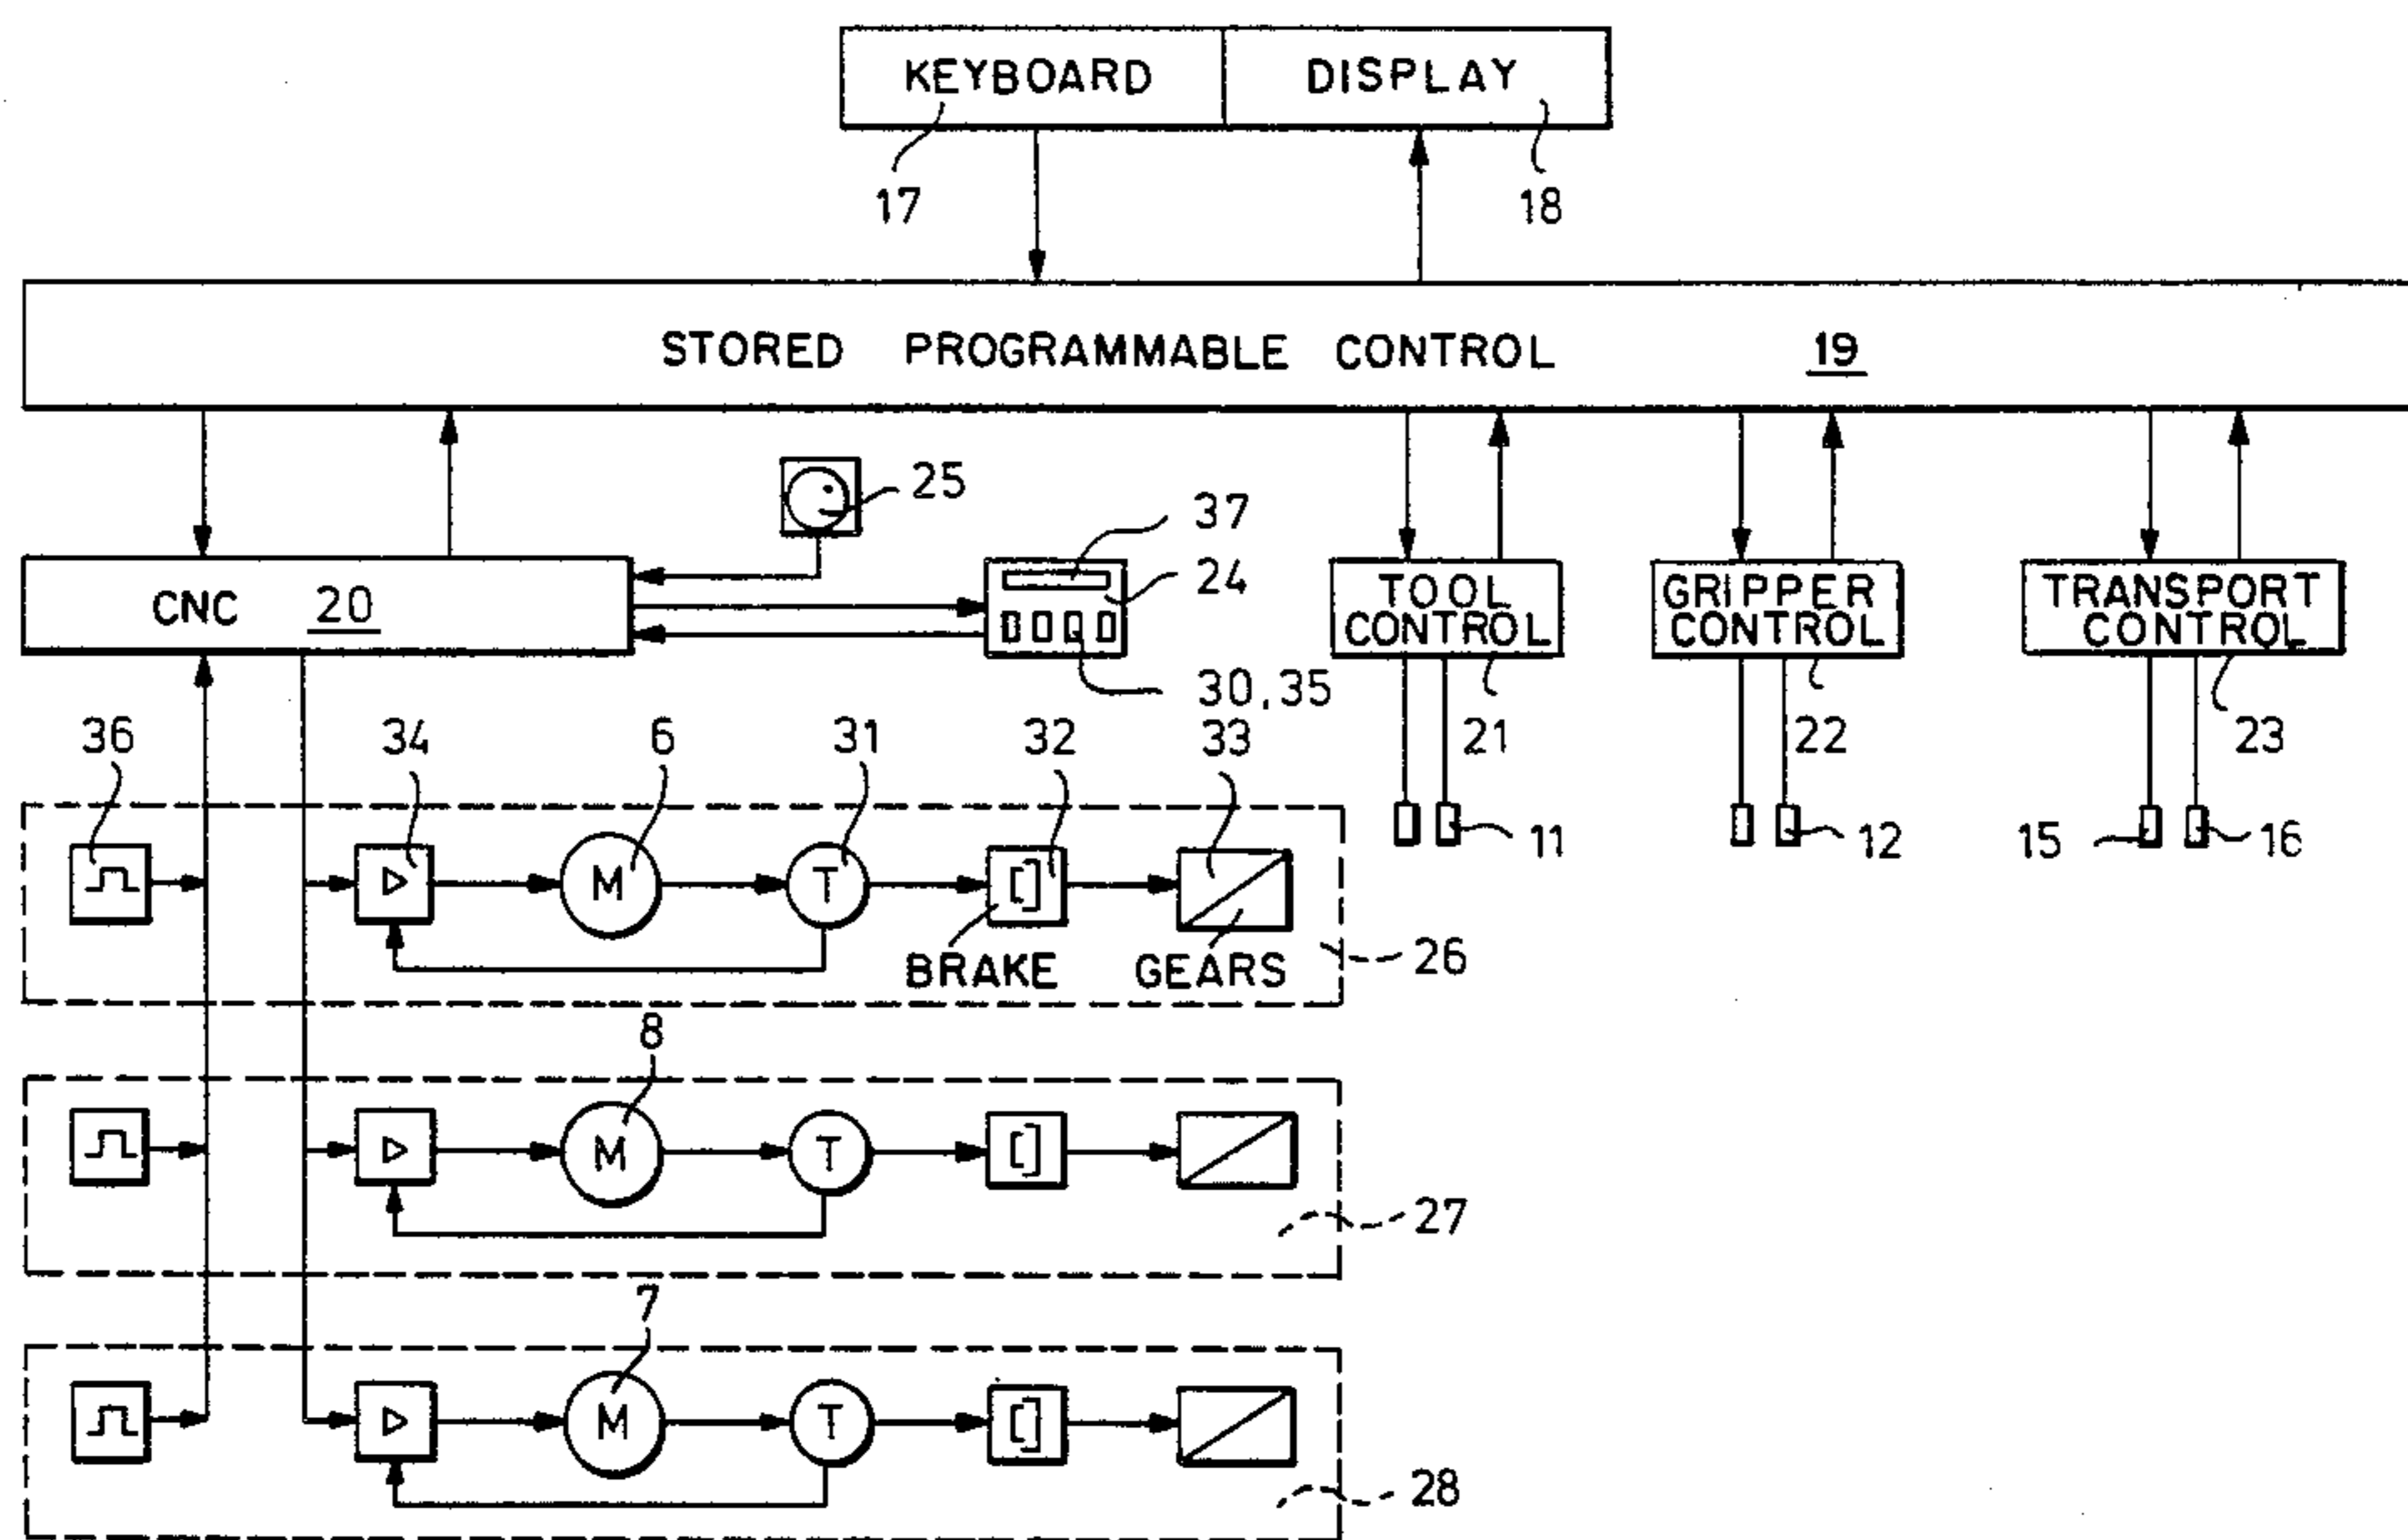 KEYBOARD DISPLAY
17 18
STORED PROGRAMMABLE CONTROL 19
25
37
24
CNC 20
TOOL
CONTROL
GRIPPER
CONTROL
TRANSPORT
CONTROL
30,35
36 34 6 31 32 33 21 22 23
11 15 12 16
M T
BRAKE GEARS 26
8
M T
27
7
M T
28